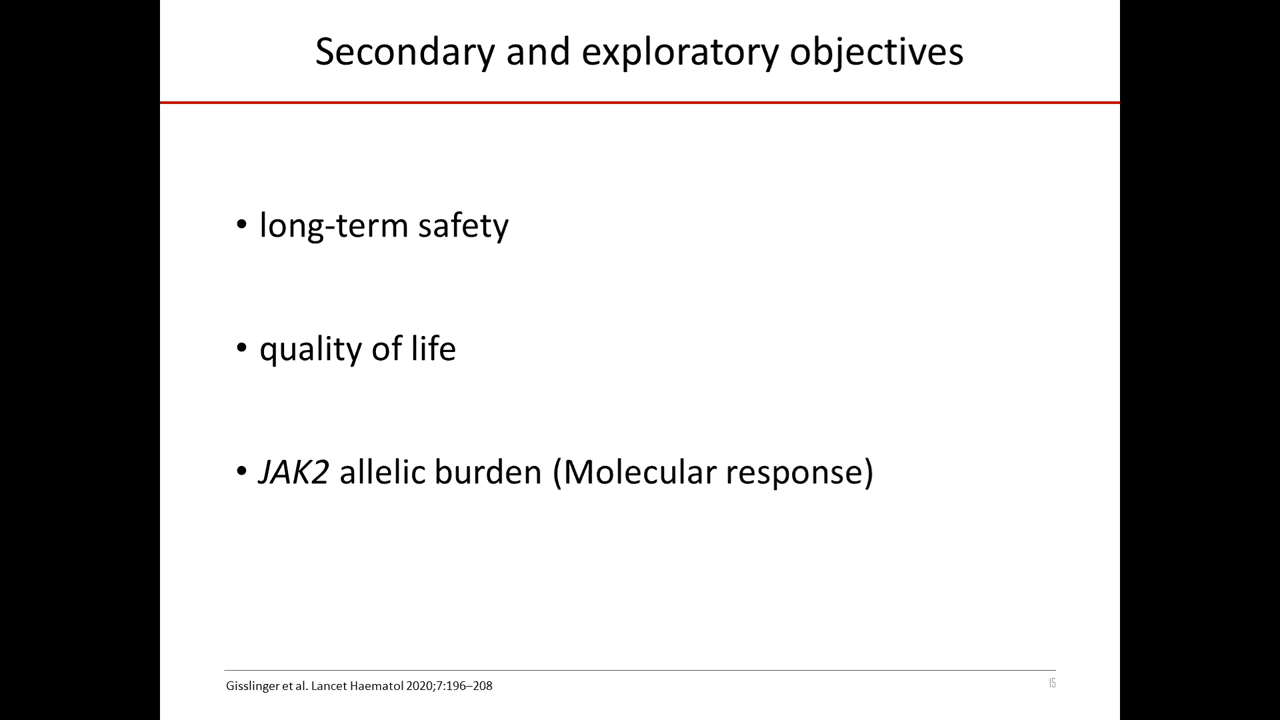 Secondary and exploratory objectives
• long-term safety
• quality of life
• JAK2 allelic burden (Molecular response)
Gisslinger et al. Lancet Haematol 2020;7:196–208
15